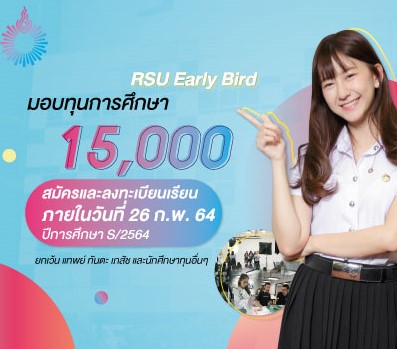 RSU Early Bird
มอบทุนการศึกษา
15,000
สมัครและลงทะเบียนเรียน
ภายในวันที่ 26 ก.พ. 64
ปีการศึกษา S/2564
ยกเว้น แพทย์ ทันตะ เภสัช และนักศึกษาทุนอื่นๆ